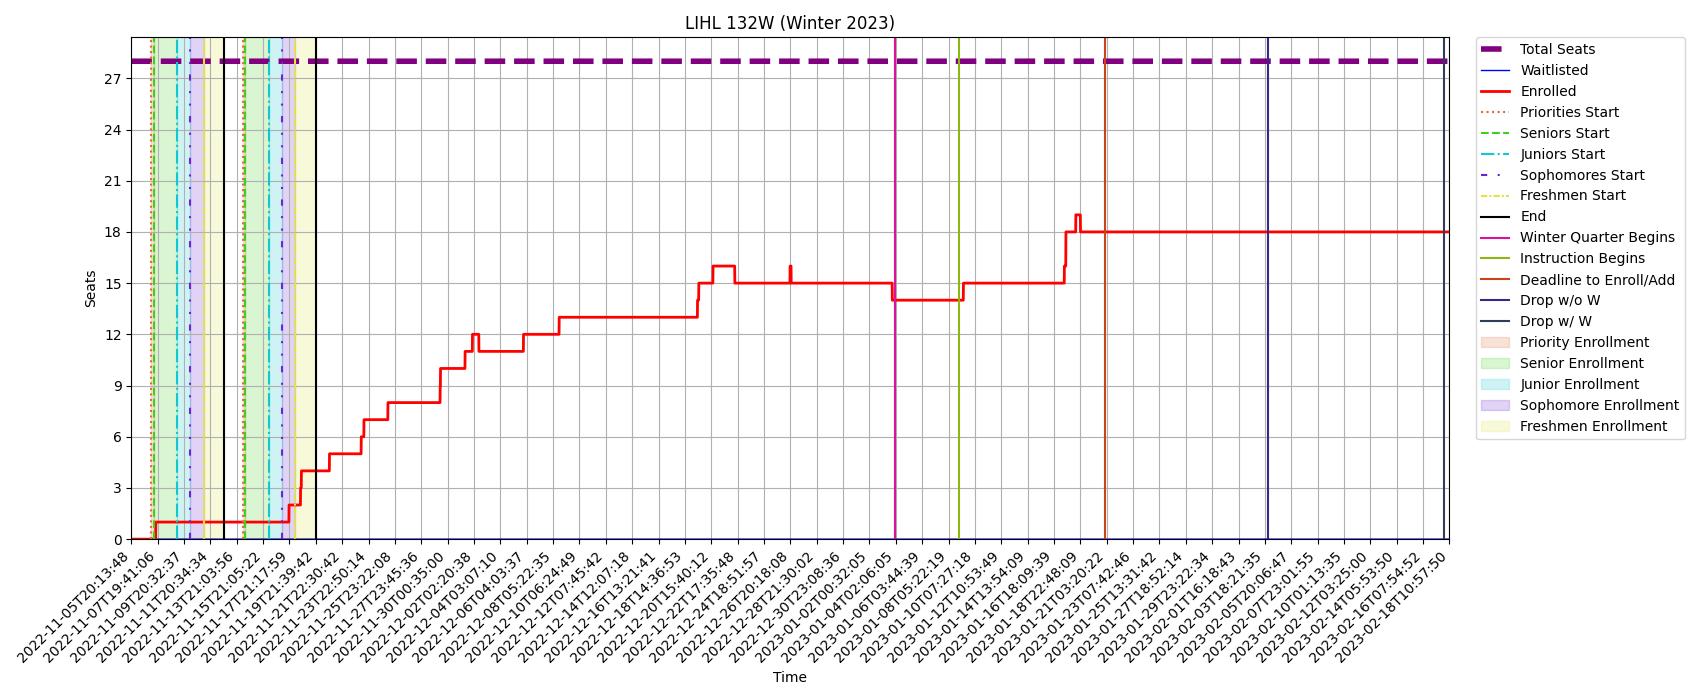 LIHL 132W (Winter 2023)
Seats
27
24
21
18
15
12
9
6
3
0
2022-11-05T20:13:48
2022-11-07T19:41:06
2022-11-09T20:32:37
2022-11-11T20:34:34
2022-11-13T21:03:56
2022-11-15T21:05:22
2022-11-17T21:17:59
2022-11-19T21:39:42
2022-11-21T22:30:42
2022-11-23T22:50:14
2022-11-25T23:22:08
2022-11-27T23:45:36
2022-11-30T00:35:00
2022-12-02T02:20:38
2022-12-04T03:07:10
2022-12-06T04:03:37
2022-12-08T05:22:35
2022-12-10T06:24:49
2022-12-12T07:45:42
2022-12-14T12:07:18
2022-12-16T13:21:41
2022-12-18T14:36:53
2022-12-20T15:40:12
2022-12-22T17:35:48
2022-12-24T18:51:57
2022-12-26T20:18:08
2022-12-28T21:30:02
2022-12-30T23:08:36
2023-01-02T00:32:05
2023-01-04T02:06:05
2023-01-06T03:44:39
2023-01-08T05:22:19
2023-01-10T07:27:18
2023-01-12T10:53:49
2023-01-14T13:54:09
2023-01-16T18:09:39
2023-01-18T22:48:09
2023-01-21T03:20:22
2023-01-23T07:42:46
2023-01-25T13:31:42
2023-01-27T18:52:14
2023-01-29T23:22:34
2023-02-01T16:18:43
2023-02-03T18:21:35
2023-02-05T20:06:47
2023-02-07T23:01:55
2023-02-10T01:13:35
2023-02-12T03:25:00
2023-02-14T05:53:50
2023-02-16T07:54:52
2023-02-18T10:57:50
Time
Total Seats
Waitlisted
Enrolled
Priorities Start
Seniors Start
Juniors Start
Sophomores Start
Freshmen Start
End
Winter Quarter Begins
Instruction Begins
Deadline to Enroll/Add
Drop w/o W
Drop w/ W
Priority Enrollment
Senior Enrollment
Junior Enrollment
Sophomore Enrollment
Freshmen Enrollment